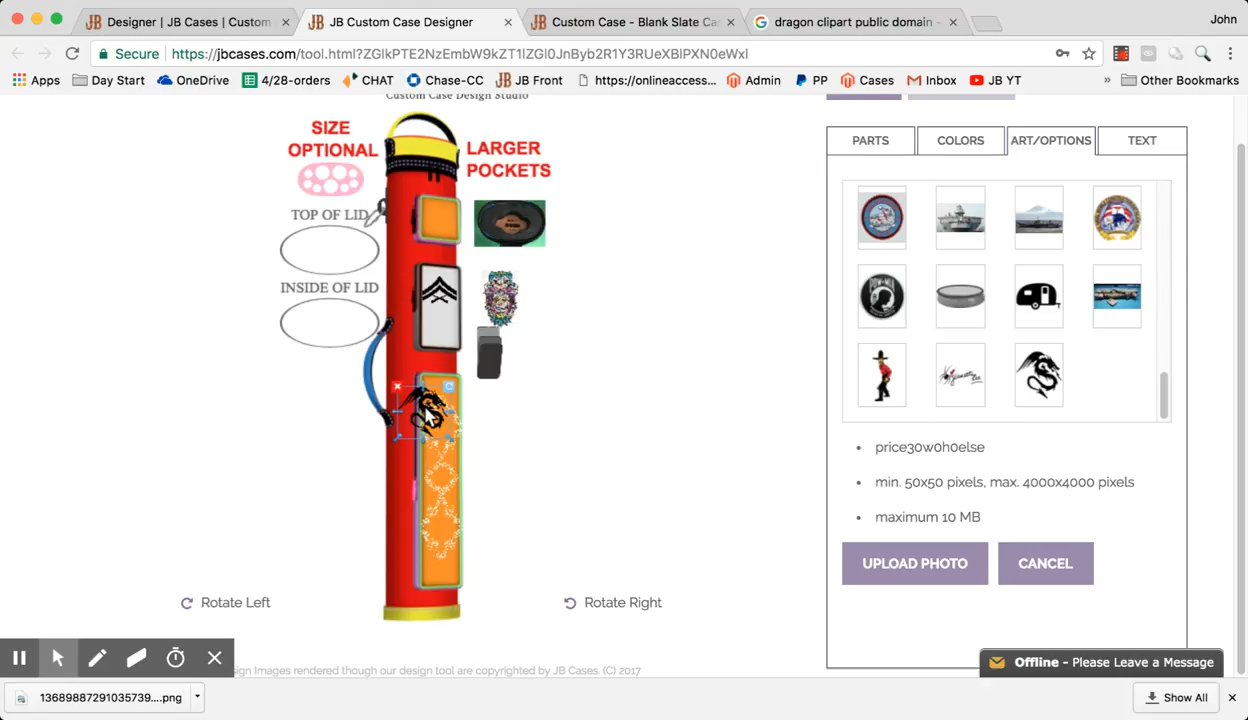 Designer | JB Cases | Custom
JB Custom Case Designer
Custom Case - Blank Slate Cas
dragon clipart public domain -
John
Secure
https://jbcases.com/tool.html?ZGlkPTE2NzEmbW9kZT1lZGl0JnByb2R1Y3RUeXBlPXN0eWxl
Apps
Day Start
OneDrive
4/28-orders
CHAT
Chase-CC
JB Front
https://onlineaccess...
Admin
PP
Cases
Inbox
JB YT
»
Other Bookmarks
Custom Case Design Studio
SIZE
OPTIONAL
LARGER
POCKETS
TOP OF LID
INSIDE OF LID
PARTS
COLORS
ART/OPTIONS
TEXT
POW-MIA
• price30w0h0else
• min. 50x50 pixels, max. 4000x4000 pixels
• maximum 10 MB
UPLOAD PHOTO
CANCEL
Rotate Left
Rotate Right
sign Images rendered though our design tool are copyrighted by JB Cases. (C) 2017
Offline - Please Leave a Message
13689887291035739....png
Show All